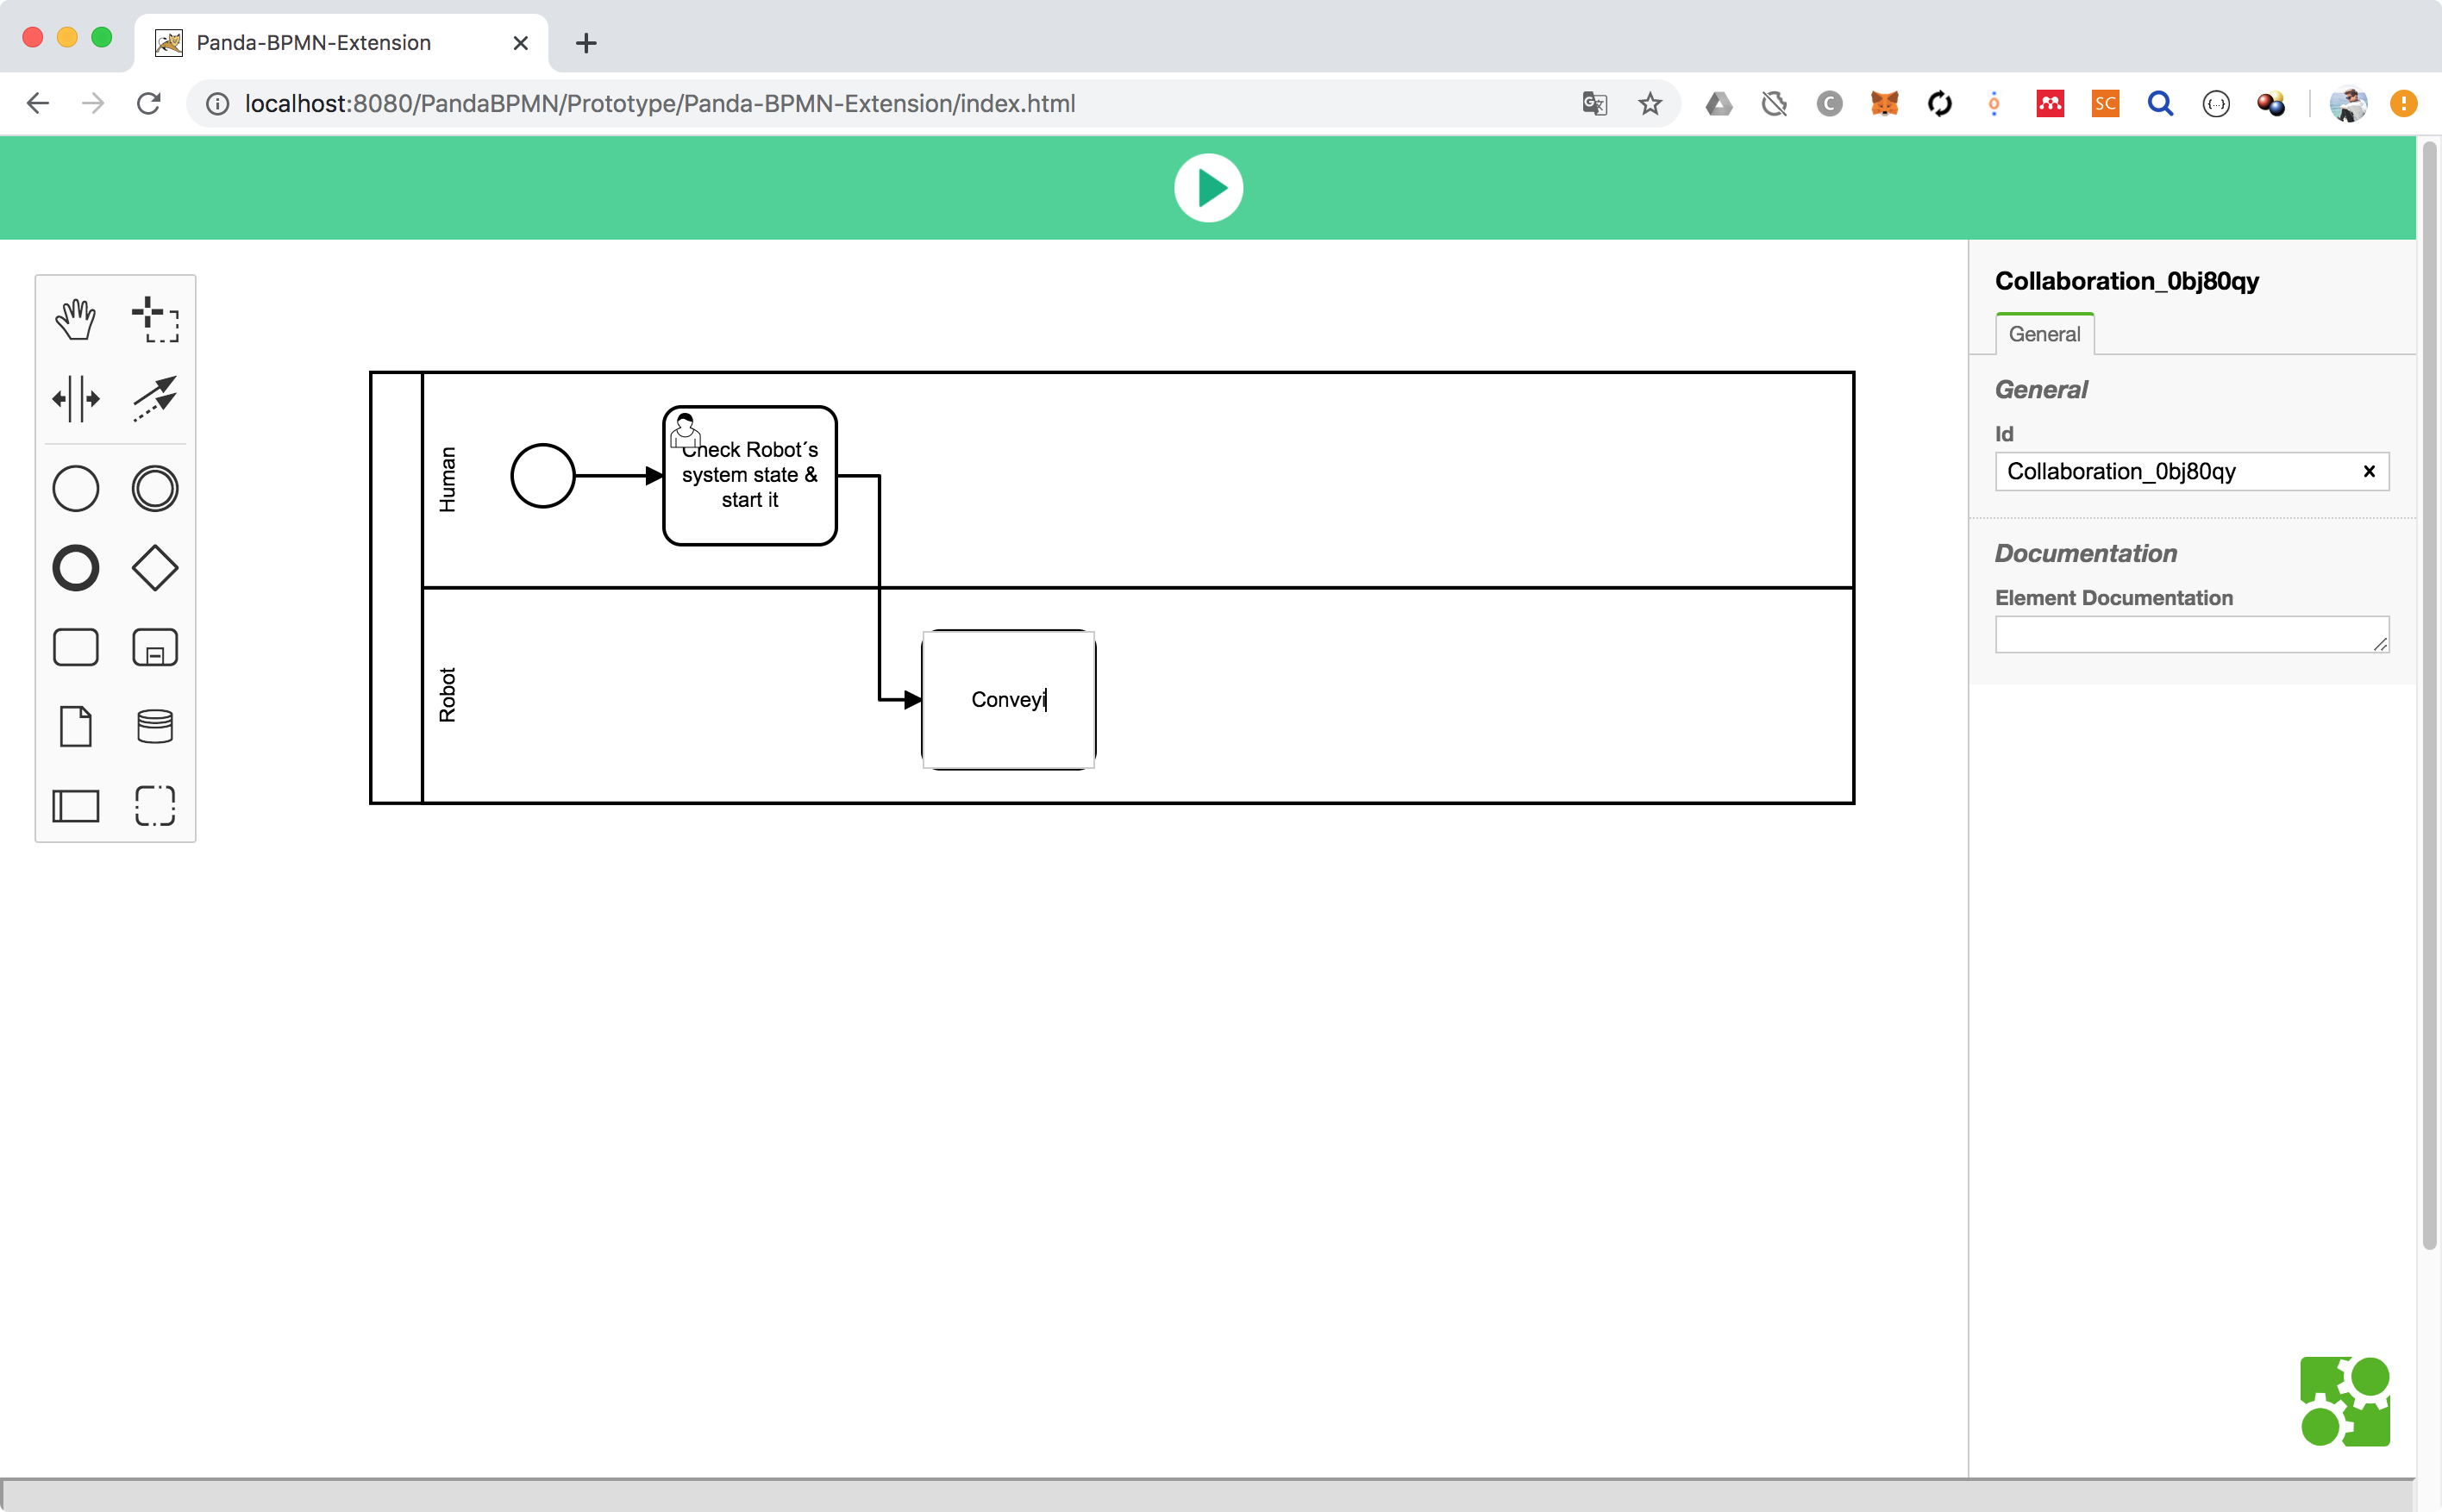 Panda-BPMN-Extension
localhost:8080/PandaBPMN/Prototype/Panda-BPMN-Extension/index.html
SC
Collaboration_0bj80qy
General
General
Id
Collaboration_0bj80qy
Documentation
Element Documentation
Human
Check Robot´s
system state &
start it
Robot
Conveyi